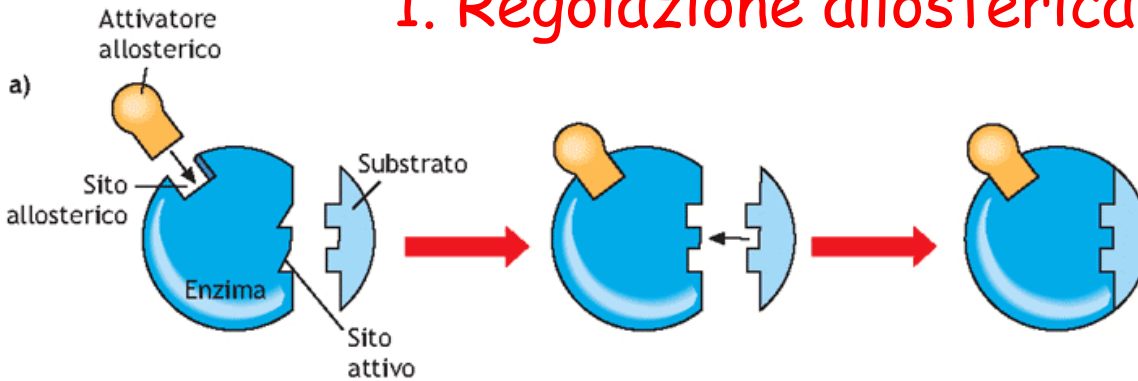 1. Regolazione allosterica
Attivatore
allosterico
a)
Sito
allosterico
Substrato
Enzima
Sito
attivo